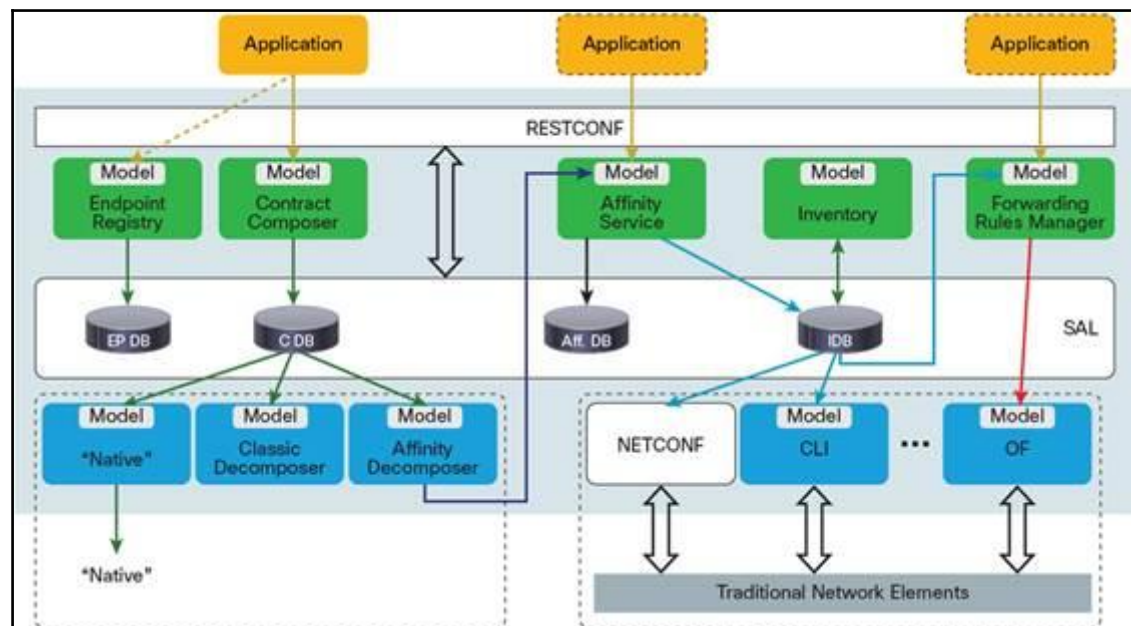 Application
Application
Application
RESTCONF
Model
Endpoint
Registry
Model
Contract
Composer
Model
Affinity
Service
Model
Inventory
Model
Forwarding
Rules Manager
EP DB
C DB
Aff. DB
IDB
SAL
Model
“Native”
Model
Classic
Decomposer
Model
Affinity
Decomposer
NETCONF
Model
CLI
•••
Model
OF
“Native”
Traditional Network Elements